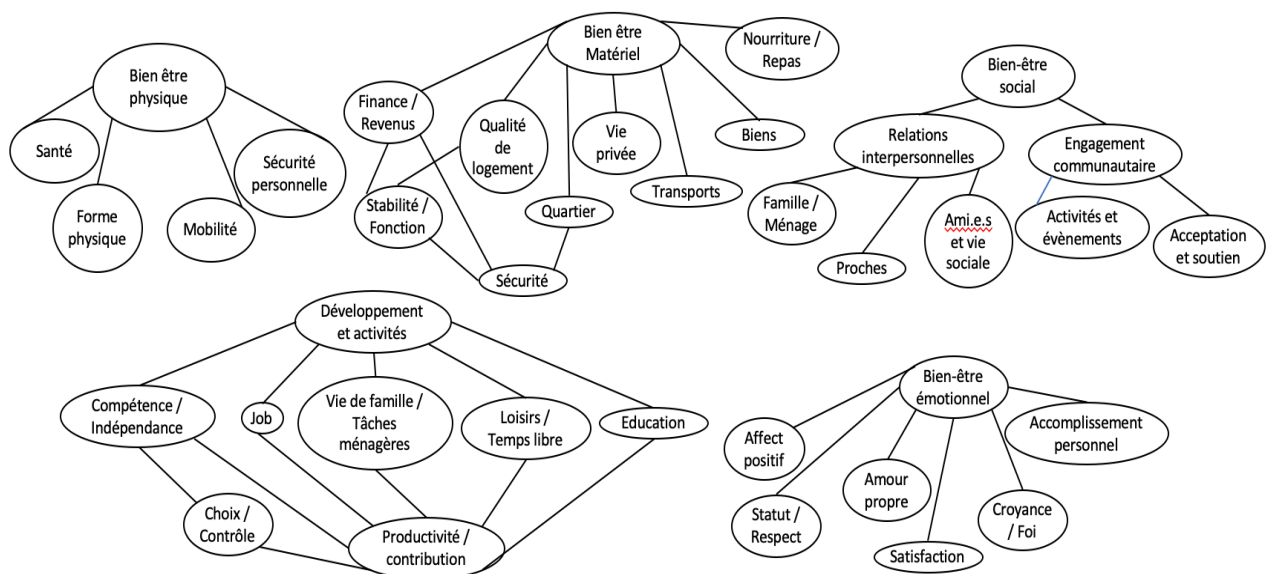 Bien être
physique
Santé
Forme
physique
Mobilité
Sécurité
personnelle
Bien être
Matériel
Finance /
Revenus
Qualité
de
logement
Vie
privée
Nourriture /
Repas
Biens
Transports
Quartier
Stabilité /
Fonction
Sécurité
Bien-être
social
Relations
interpersonnelles
Engagement
communautaire
Famille /
Ménage
Proches
Ami.e.s
et vie
sociale
Activités et
évènements
Acceptation
et soutien
Développement
et activités
Compétence /
Indépendance
Job
Vie de famille /
Tâches
ménagères
Loisirs /
Temps libre
Education
Choix /
Contrôle
Productivité /
contribution
Bien-être
émotionnel
Affect
positif
Statut /
Respect
Amour
propre
Satisfaction
Croyance
/ Foi
Accomplissement
personnel